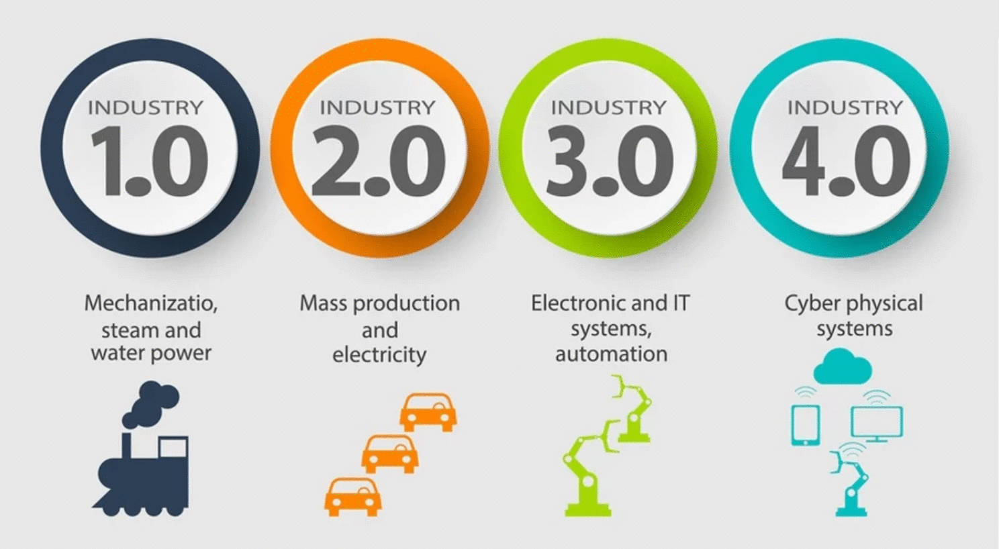 INDUSTRY
1.0
INDUSTRY
2.0
INDUSTRY
3.0
INDUSTRY
4.0
Mechanizatio,
steam and
water power
Mass production
and
electricity
Electronic and IT
systems,
automation
Cyber physical
systems